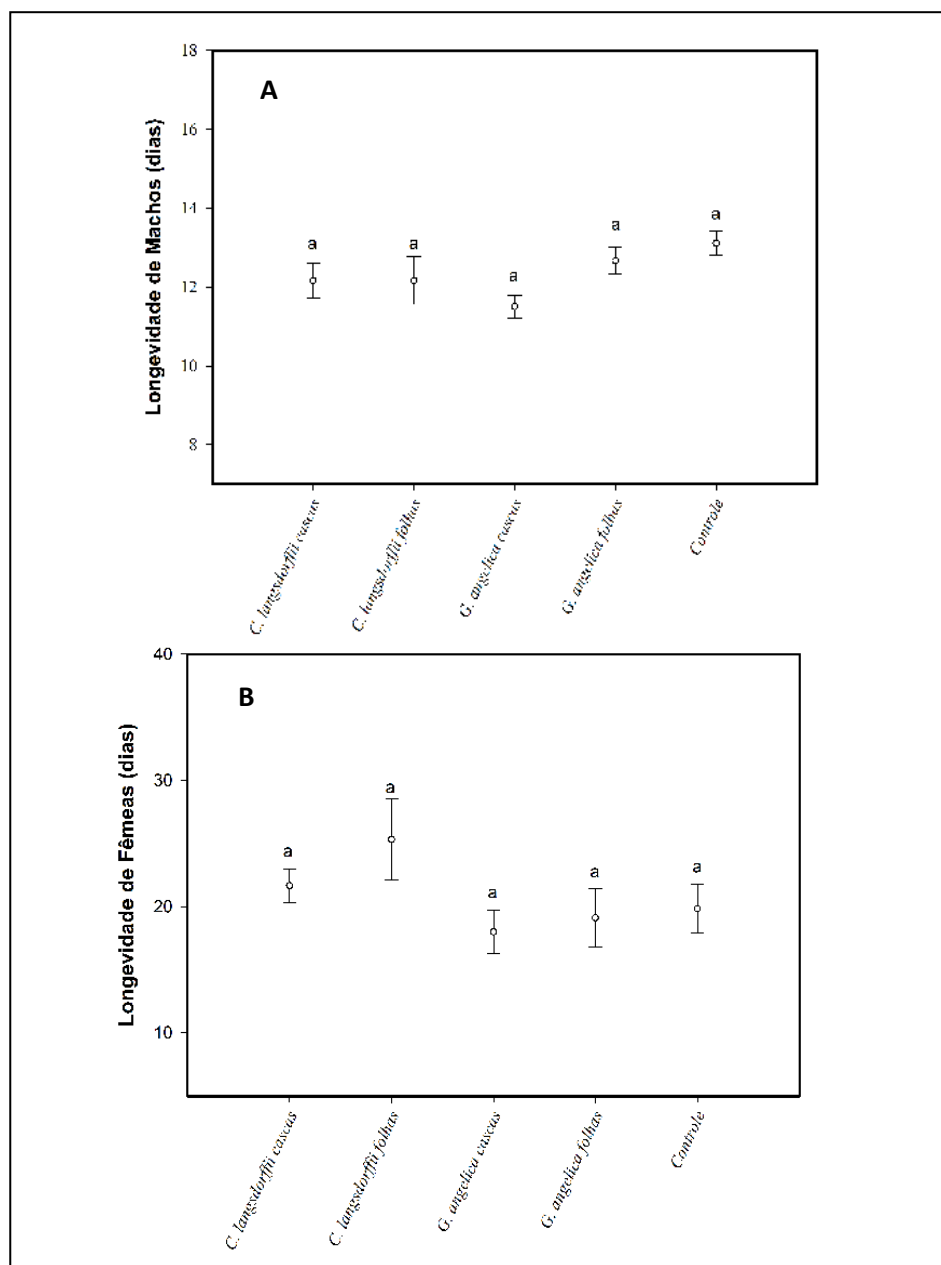 A
Longevidade de Machos (dias)
18
16
14
12
10
8
a
a
a
a
a
C. langsdorffii cascas
C. langsdorffii folhas
G. angelica cascas
G. angelica folhas
Controle
B
Longevidade de Fêmeas (dias)
40
30
20
10
a
a
a
a
a
C. langsdorffii cascas
C. langsdorffii folhas
G. angelica cascas
G. angelica folhas
Controle